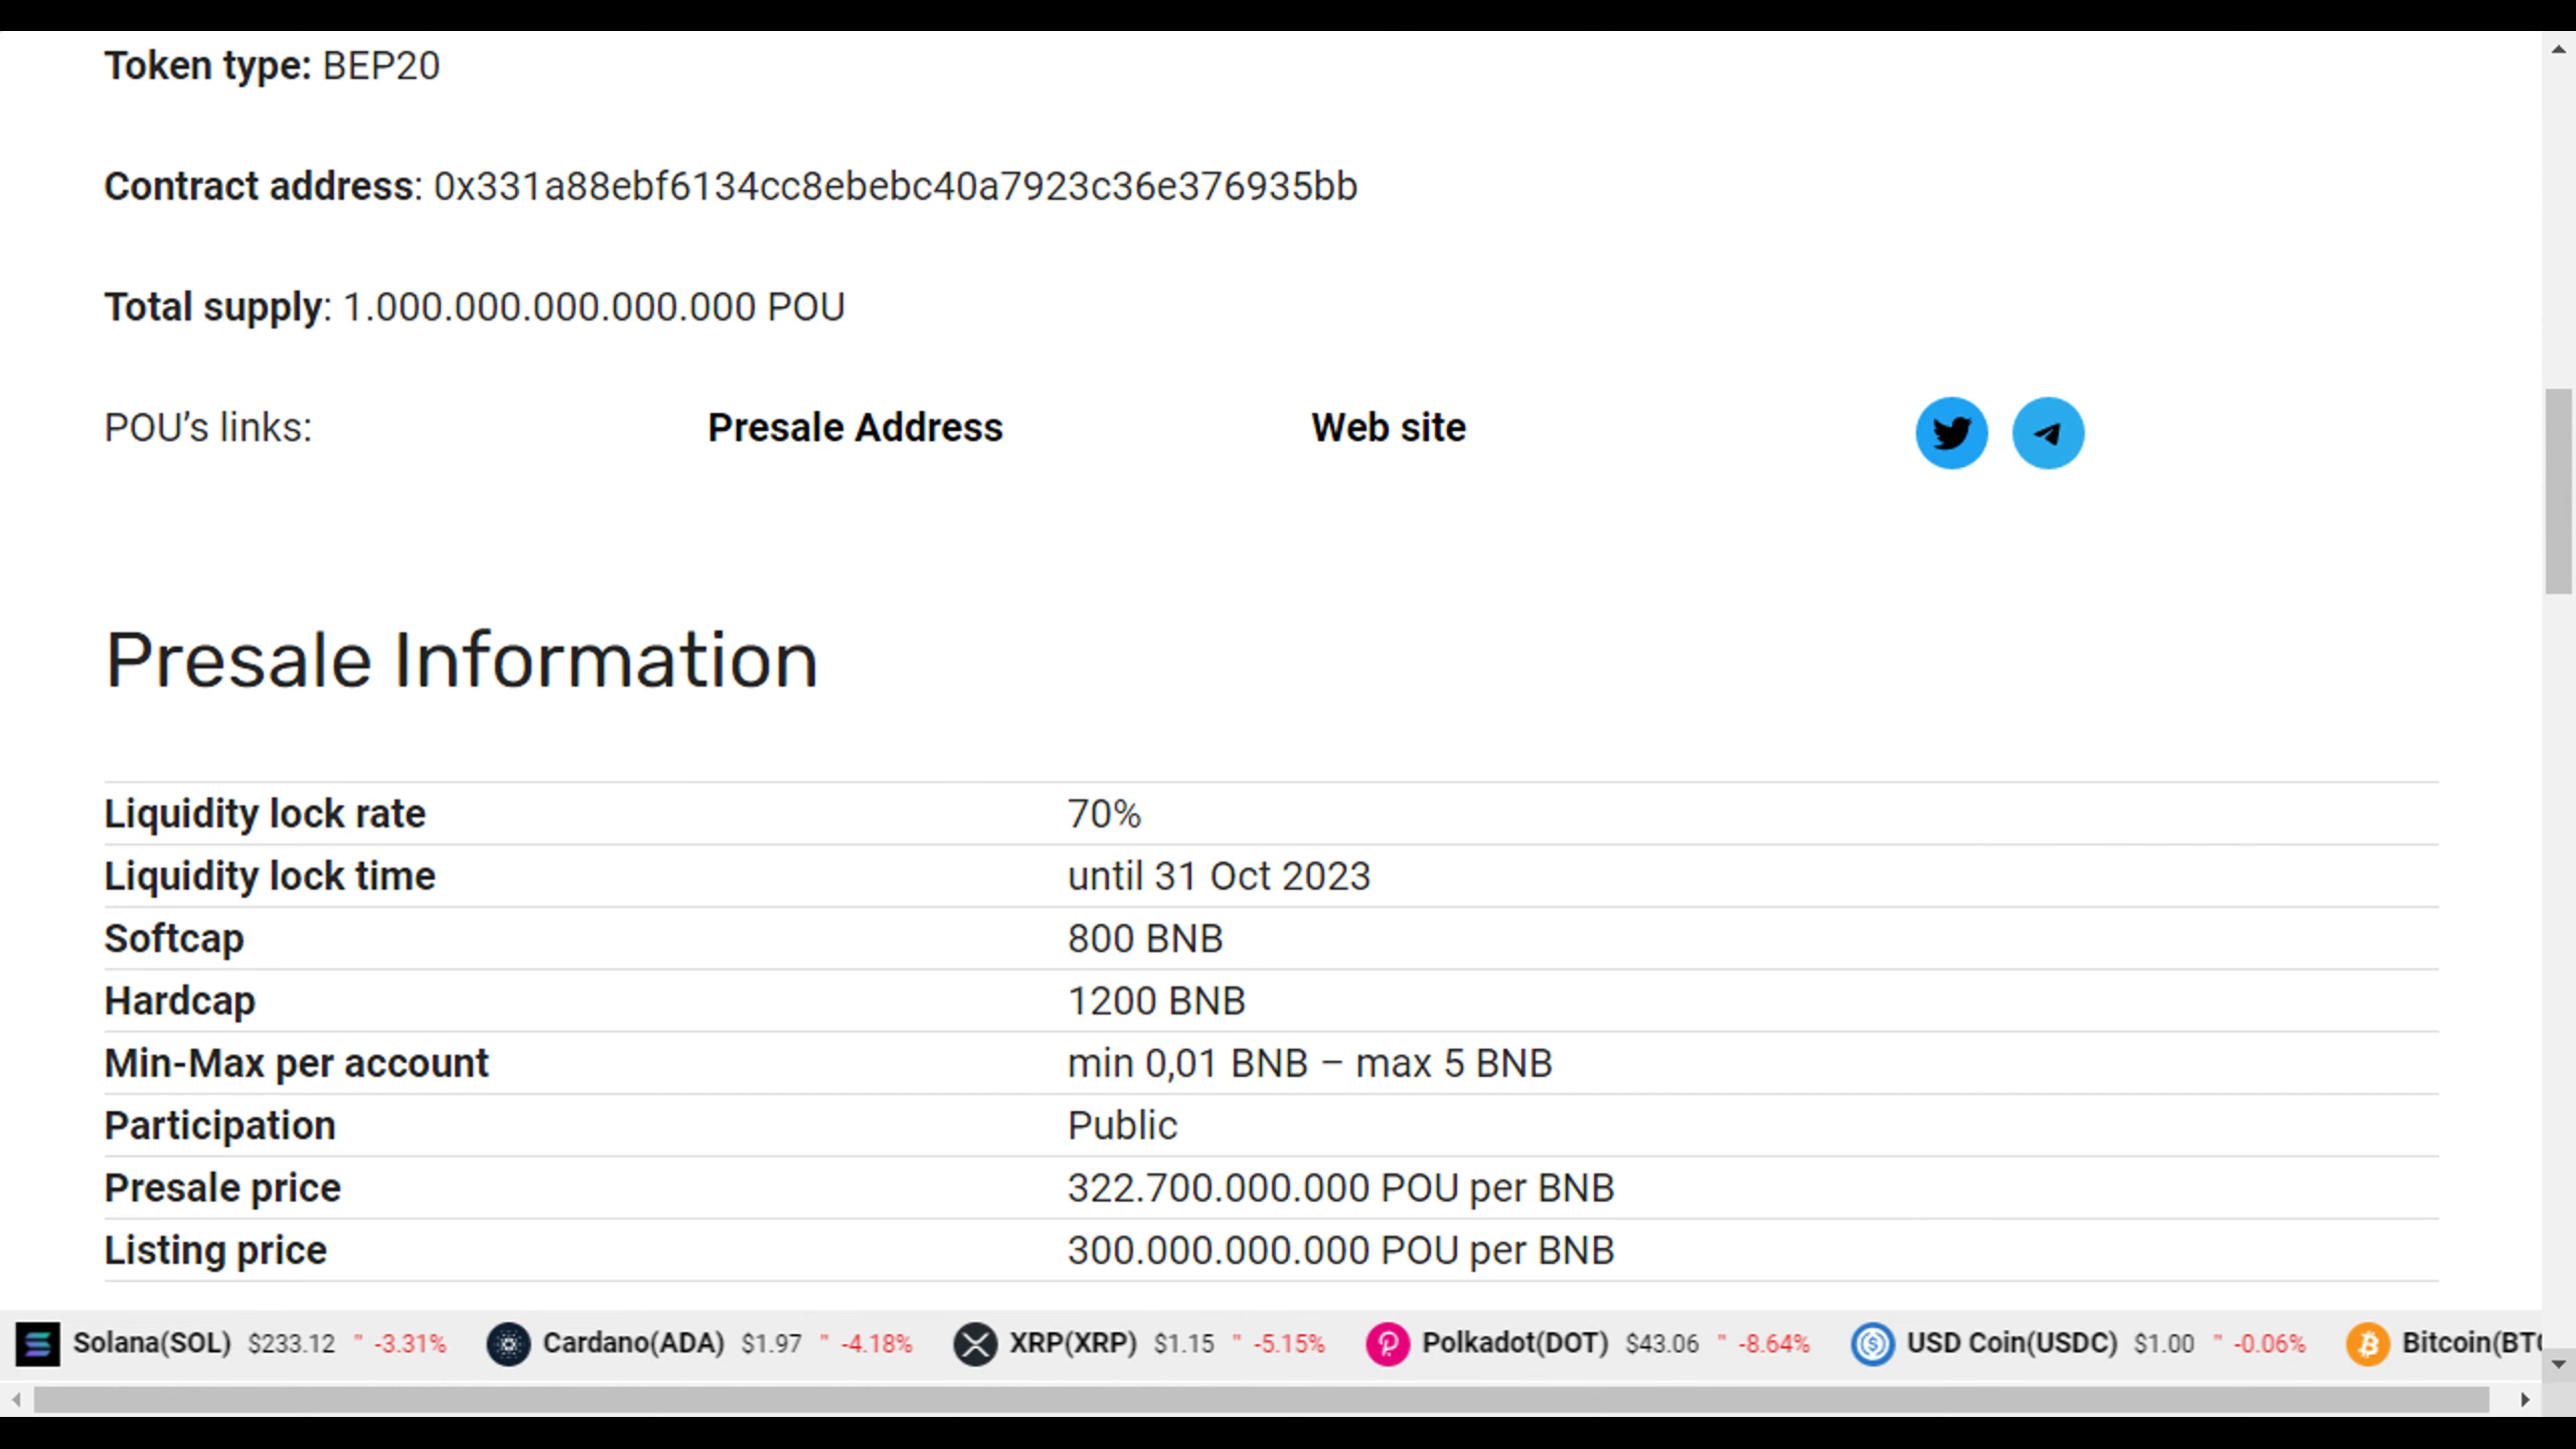 Token type: BEP20
Contract address: 0x331a88ebf6134cc8ebebc40a7923c36e376935bb
Total supply: 1.000.000.000.000.000 POU
POU’s links: Presale Address Web site
Presale Information
Liquidity lock rate 70%
Liquidity lock time until 31 Oct 2023
Softcap 800 BNB
Hardcap 1200 BNB
Min-Max per account min 0,01 BNB – max 5 BNB
Participation Public
Presale price 322.700.000.000 POU per BNB
Listing price 300.000.000.000 POU per BNB
Solana(SOL) $233.12 " -3.31% Cardano(ADA) $1.97 " -4.18% XRP(XRP) $1.15 " -5.15% Polkadot(DOT) $43.06 " -8.64% USD Coin(USDC) $1.00 " -0.06% Bitcoin(BT